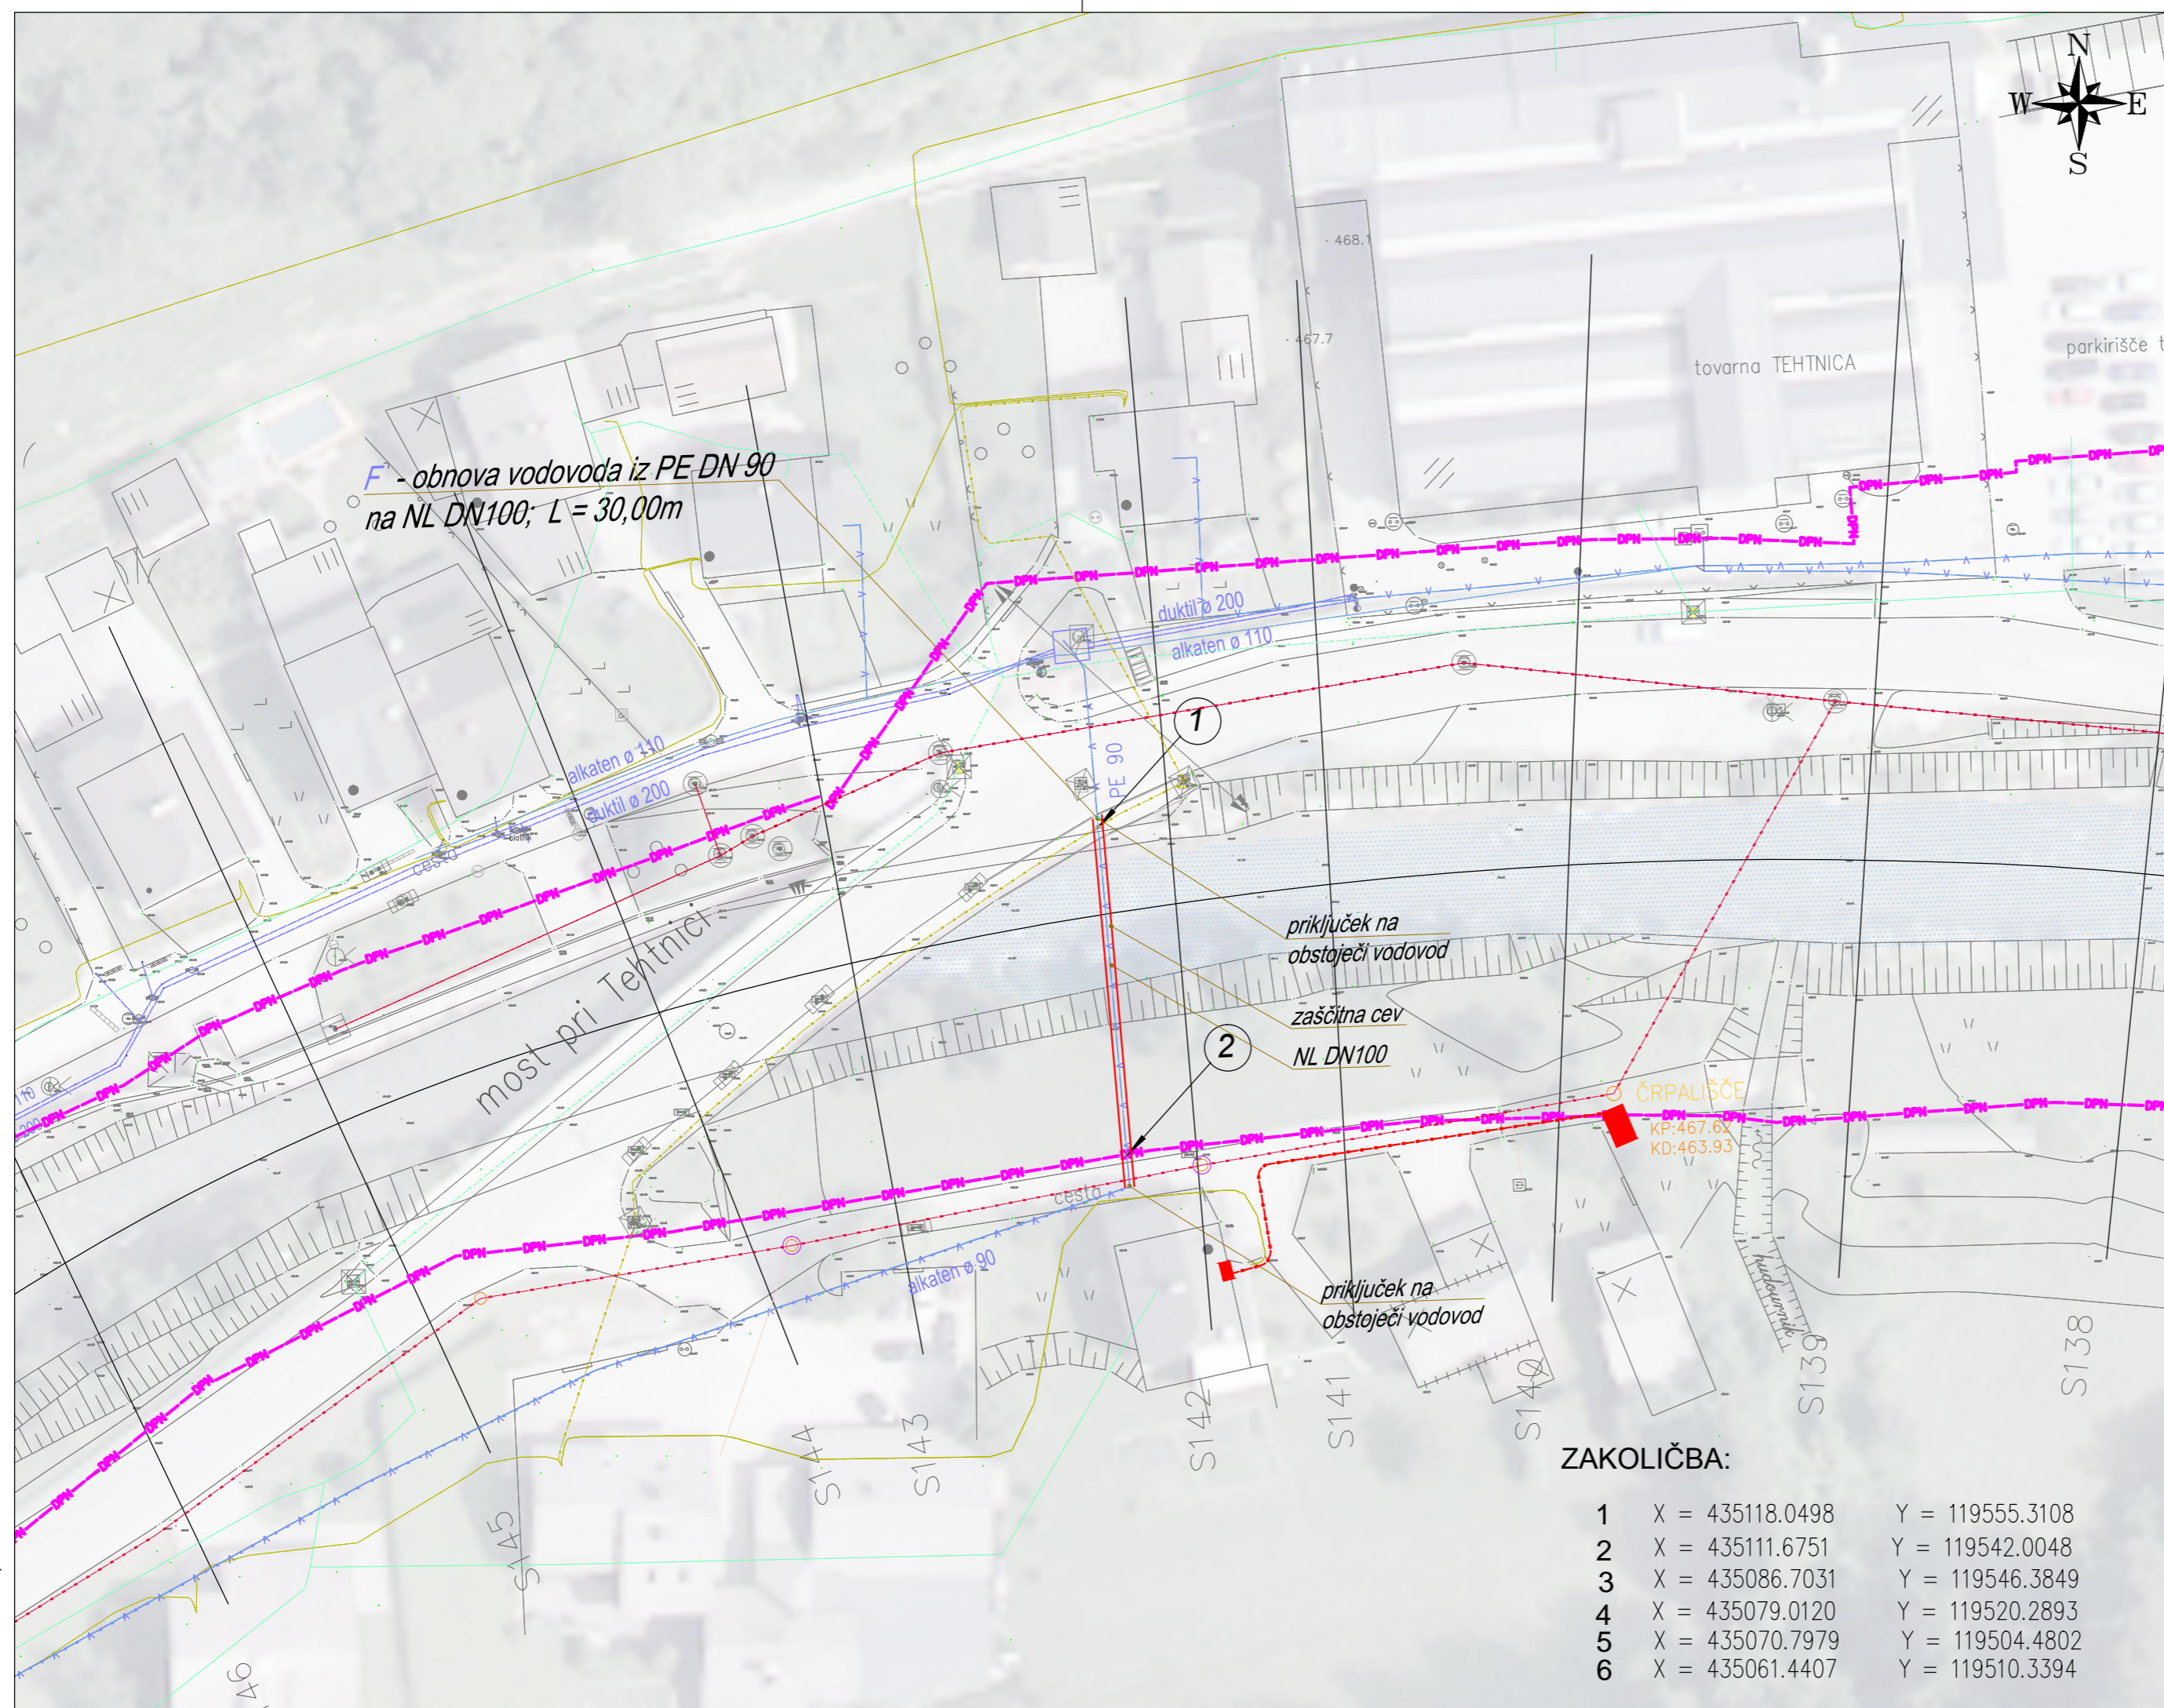 N
W E
S
468.1
467.7
tovarna TEHTNICA
parkirišče t
F - obnova vodovoda iz PE DN 90
na NL DN100; L = 30,00m
duktil ø 200
alkaten ø 110
1
PE 90
alkaten ø 110
duktil ø 200
cesta
most pri Tehtnici
priključek na
obstoječi vodovod
zaščitna cev
NL DN100
2
110
200
ČRPALIŠČE
KP:467.62
KD:463.93
cesta
alkaten ø 90
priključek na
obstoječi vodovod
hudournik
DPN
S138
S139
S140
S141
S142
S143
S144
S145
46
ZAKOLIČBA:
1 X = 435118.0498 Y = 119555.3108
2 X = 435111.6751 Y = 119542.0048
3 X = 435086.7031 Y = 119546.3849
4 X = 435079.0120 Y = 119520.2893
5 X = 435070.7979 Y = 119504.4802
6 X = 435061.4407 Y = 119510.3394